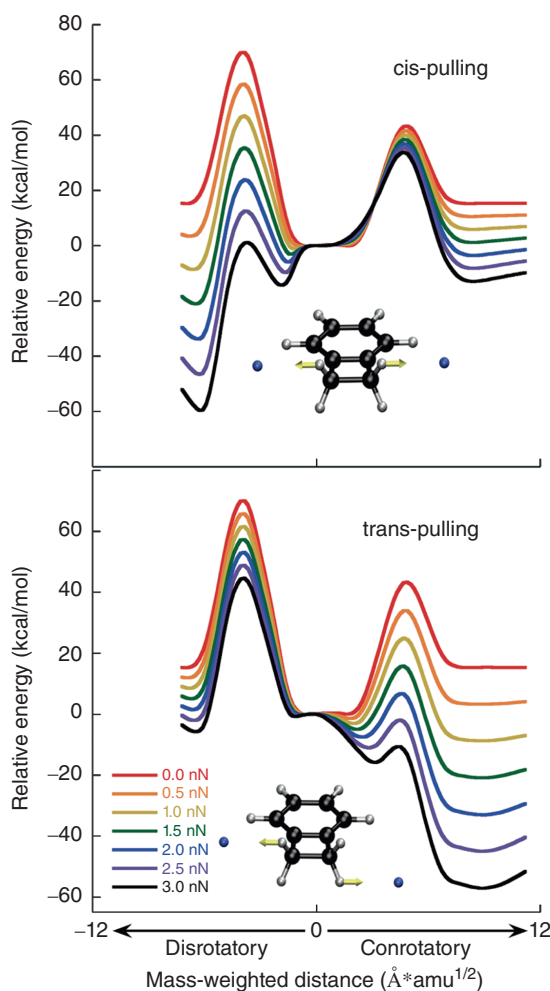 80
60
40
20
0
−20
−40
−60
Relative energy (kcal/mol)
cis-pulling
60
40
20
0
−20
−40
−60
Relative energy (kcal/mol)
trans-pulling
0.0 nN
0.5 nN
1.0 nN
1.5 nN
2.0 nN
2.5 nN
3.0 nN
−12 0 12
Disrotatory Conrotatory
Mass-weighted distance (Å*amu1/2)